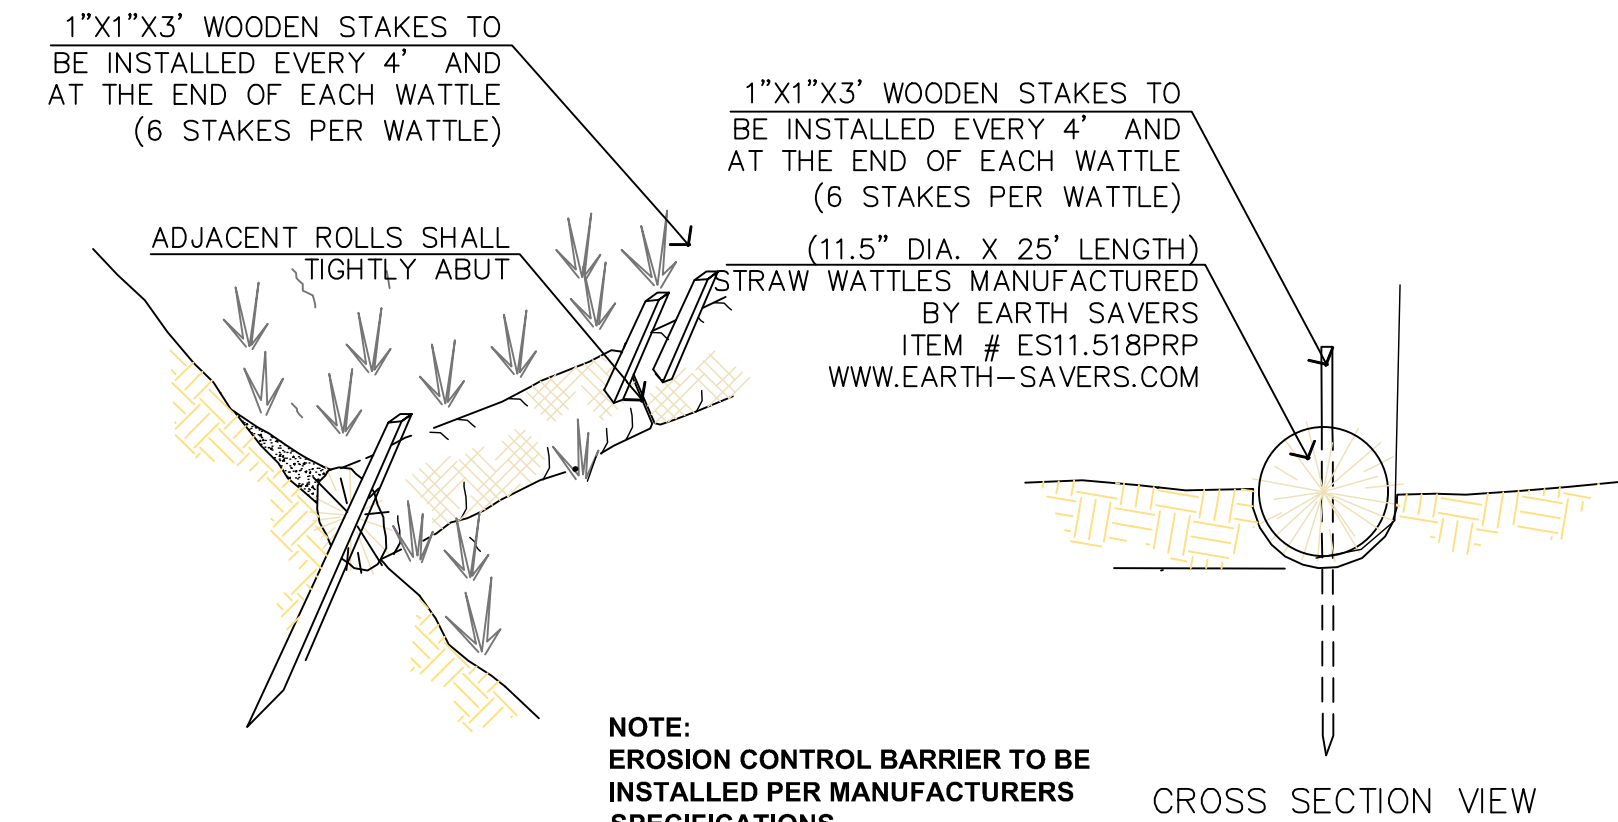 1”X1”X3’ WOODEN STAKES TO
BE INSTALLED EVERY 4’ AND
AT THE END OF EACH WATTLE
(6 STAKES PER WATTLE)
ADJACENT ROLLS SHALL
TIGHTLY ABUT
1”X1”X3’ WOODEN STAKES TO
BE INSTALLED EVERY 4’ AND
AT THE END OF EACH WATTLE
(6 STAKES PER WATTLE)
(11.5” DIA. X 25’ LENGTH)
STRAW WATTLES MANUFACTURED
BY EARTH SAVERS
ITEM # ES11.518PRP
WWW.EARTH-SAVERS.COM
NOTE:
EROSION CONTROL BARRIER TO BE
INSTALLED PER MANUFACTURERS
SPECIFICATIONS
CROSS SECTION VIEW